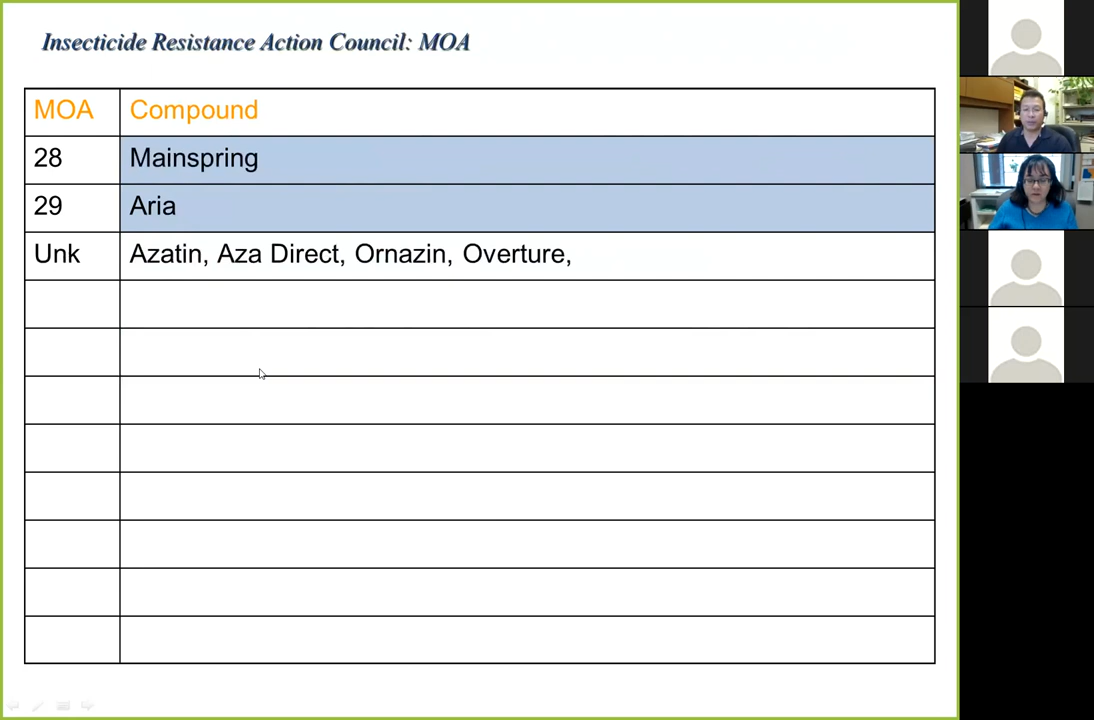 Insecticide Resistance Action Council: MOA
MOA Compound
28 Mainspring
29 Aria
Unk Azatin, Aza Direct, Ornazin, Overture,